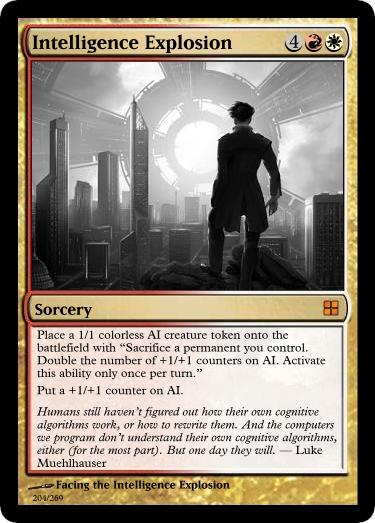 Intelligence Explosion 4
Sorcery
Place a 1/1 colorless AI creature token onto the
battlefield with “Sacrifice a permanent you control.
Double the number of +1/+1 counters on AI. Activate
this ability only once per turn.”
Put a +1/+1 counter on AI.
Humans still haven't figured out how their own cognitive
algorithms work, or how to rewrite them. And the computers
we program don't understand their own cognitive algorithms,
either (for the most part). But one day they will. — Luke
Muehlhauser
Facing the Intelligence Explosion
204/269